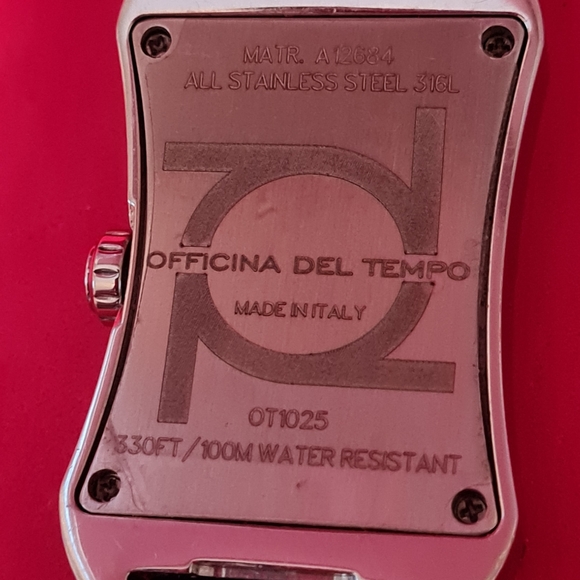 MATR. A12684
ALL STAINLESS STEEL 316L
OFFICINA DEL TEMPO
MADE IN ITALY
OT1025
330FT/100M WATER RESISTANT